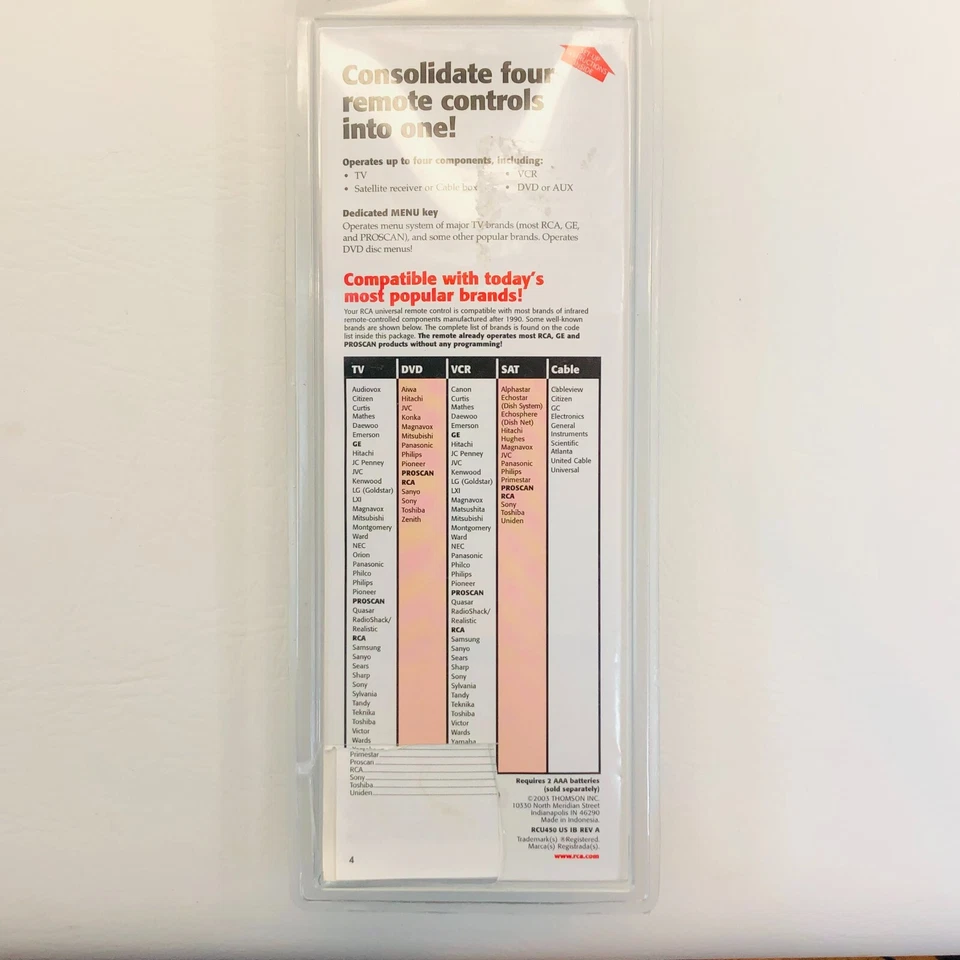 SET UP
INSTRUCTIONS
INSIDE
Consolidate four
remote controls
into one!
Operates up to four components, including:
• TV
• VCR
• Satellite receiver or Cable box
• DVD or AUX
Dedicated MENU key
Operates menu system of major TV brands (most RCA, GE,
and PROSCAN), and some other popular brands. Operates
DVD disc menus!
Compatible with today's
most popular brands!
Your RCA universal remote control is compatible with most brands of infrared
remote-controlled components manufactured after 1990. Some well-known
brands are shown below. The complete list of brands is found on the code
list inside this package. The remote already operates most RCA, GE and
PROSCAN products without any programming!
TV
Audiovox
Citizen
Curtis
Mathes
Daewoo
Emerson
GE
Hitachi
JC Penney
JVC
Kenwood
LG (Goldstar)
LXI
Magnavox
Mitsubishi
Montgomery
Ward
NEC
Orion
Panasonic
Philco
Philips
Pioneer
PROSCAN
Quasar
RadioShack/
Realistic
RCA
Samsung
Sanyo
Sears
Sharp
Sony
Sylvania
Tandy
Teknika
Toshiba
Victor
Wards
DVD
Aiwa
Hitachi
JVC
Konka
Magnavox
Mitsubishi
Panasonic
Philips
Pioneer
PROSCAN
RCA
Sanyo
Sony
Toshiba
Zenith
VCR
Canon
Curtis
Mathes
Daewoo
Emerson
GE
Hitachi
JC Penney
JVC
Kenwood
LG (Goldstar)
LXI
Magnavox
Matsushita
Mitsubishi
Montgomery
Ward
NEC
Panasonic
Philco
Philips
Pioneer
PROSCAN
Quasar
RadioShack/
Realistic
RCA
Samsung
Sanyo
Sears
Sharp
Sony
Sylvania
Tandy
Teknika
Toshiba
Victor
Wards
Yamaha
SAT
Alphastar
Echostar
(Dish System)
Echosphere
(Dish Net)
Hitachi
Hughes
Magnavox
JVC
Panasonic
Philips
Primestar
PROSCAN
RCA
Sony
Toshiba
Uniden
Cable
Cableview
Citizen
GC
Electronics
General
Instruments
Scientific
Atlanta
United Cable
Universal
Primestar
Proscan
RCA
Sony
Toshiba
Uniden
4
Requires 2 AAA batteries
(sold separately)
©2003 THOMSON INC.
10330 North Meridian Street
Indianapolis IN 46290
Made in Indonesia.
RCU450 US IB REV A
Trademark(s) ®Registered.
Marca(s) Registrada(s).
www.rca.com